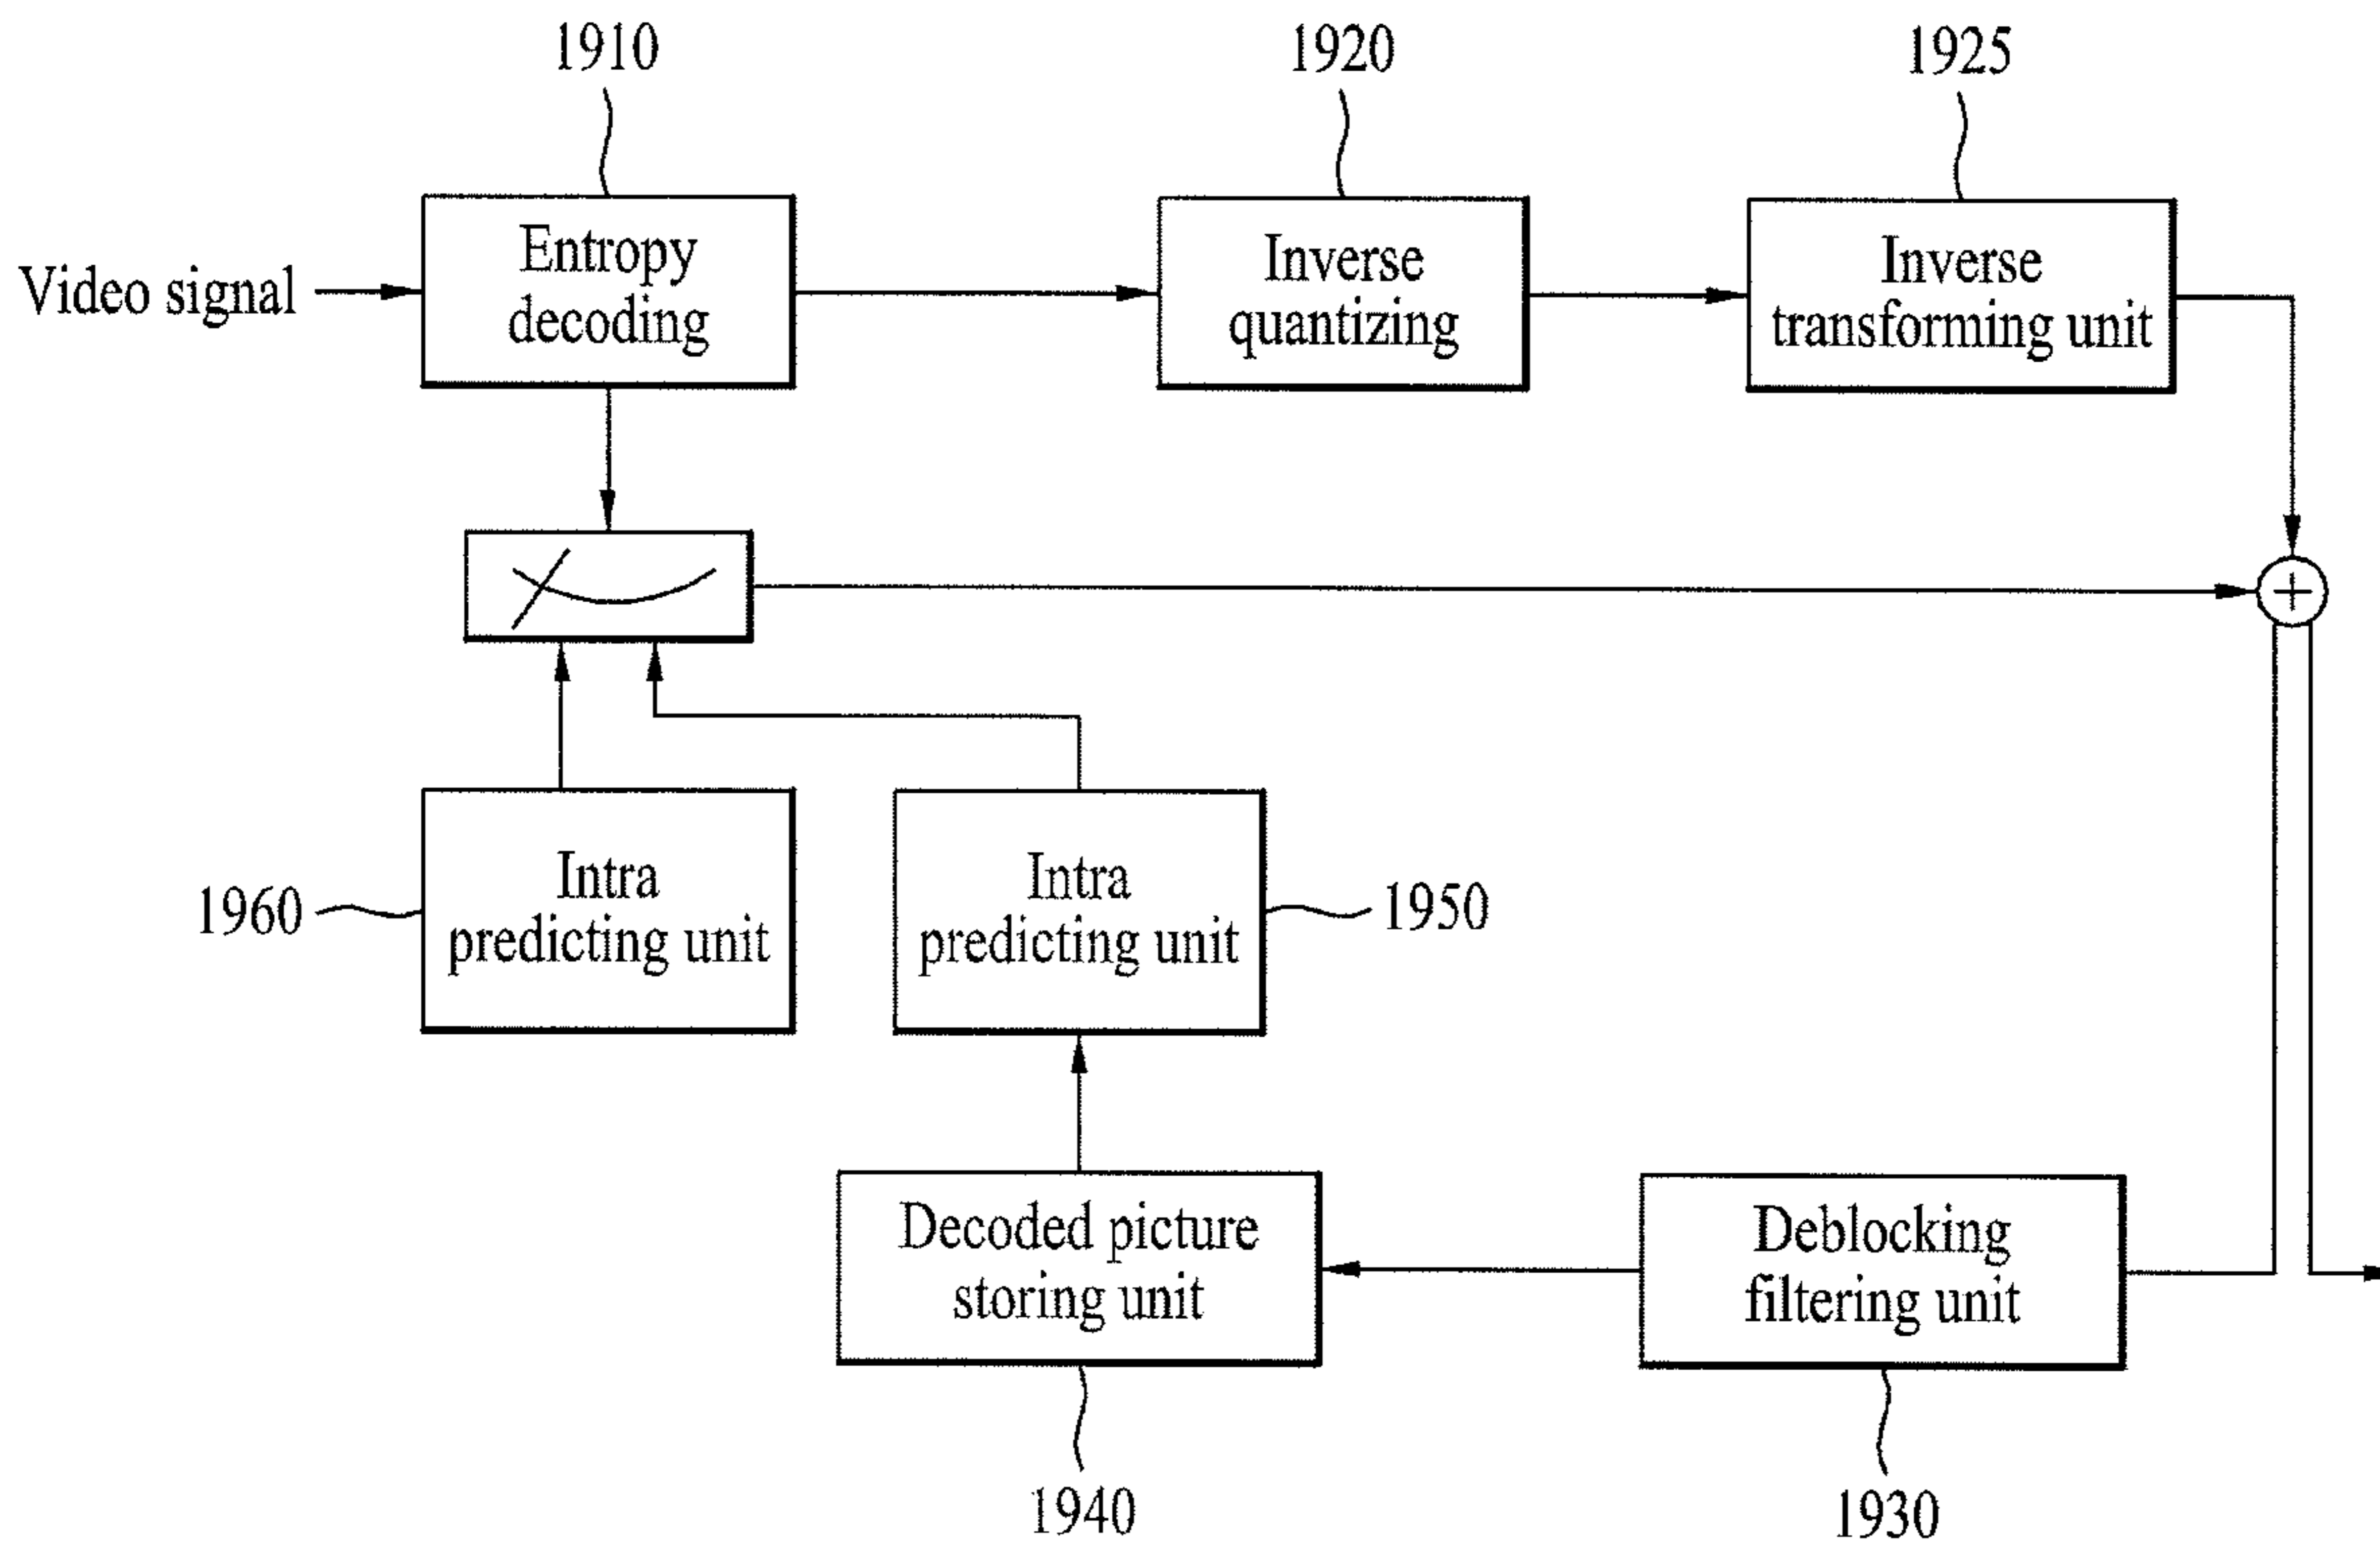 1910
1920
1925
Video signal
Entropy
decoding
Inverse
quantizing
Inverse
transforming unit
+
1960
Intra
predicting unit
Intra
predicting unit
1950
Decoded picture
storing unit
Deblocking
filtering unit
1940
1930